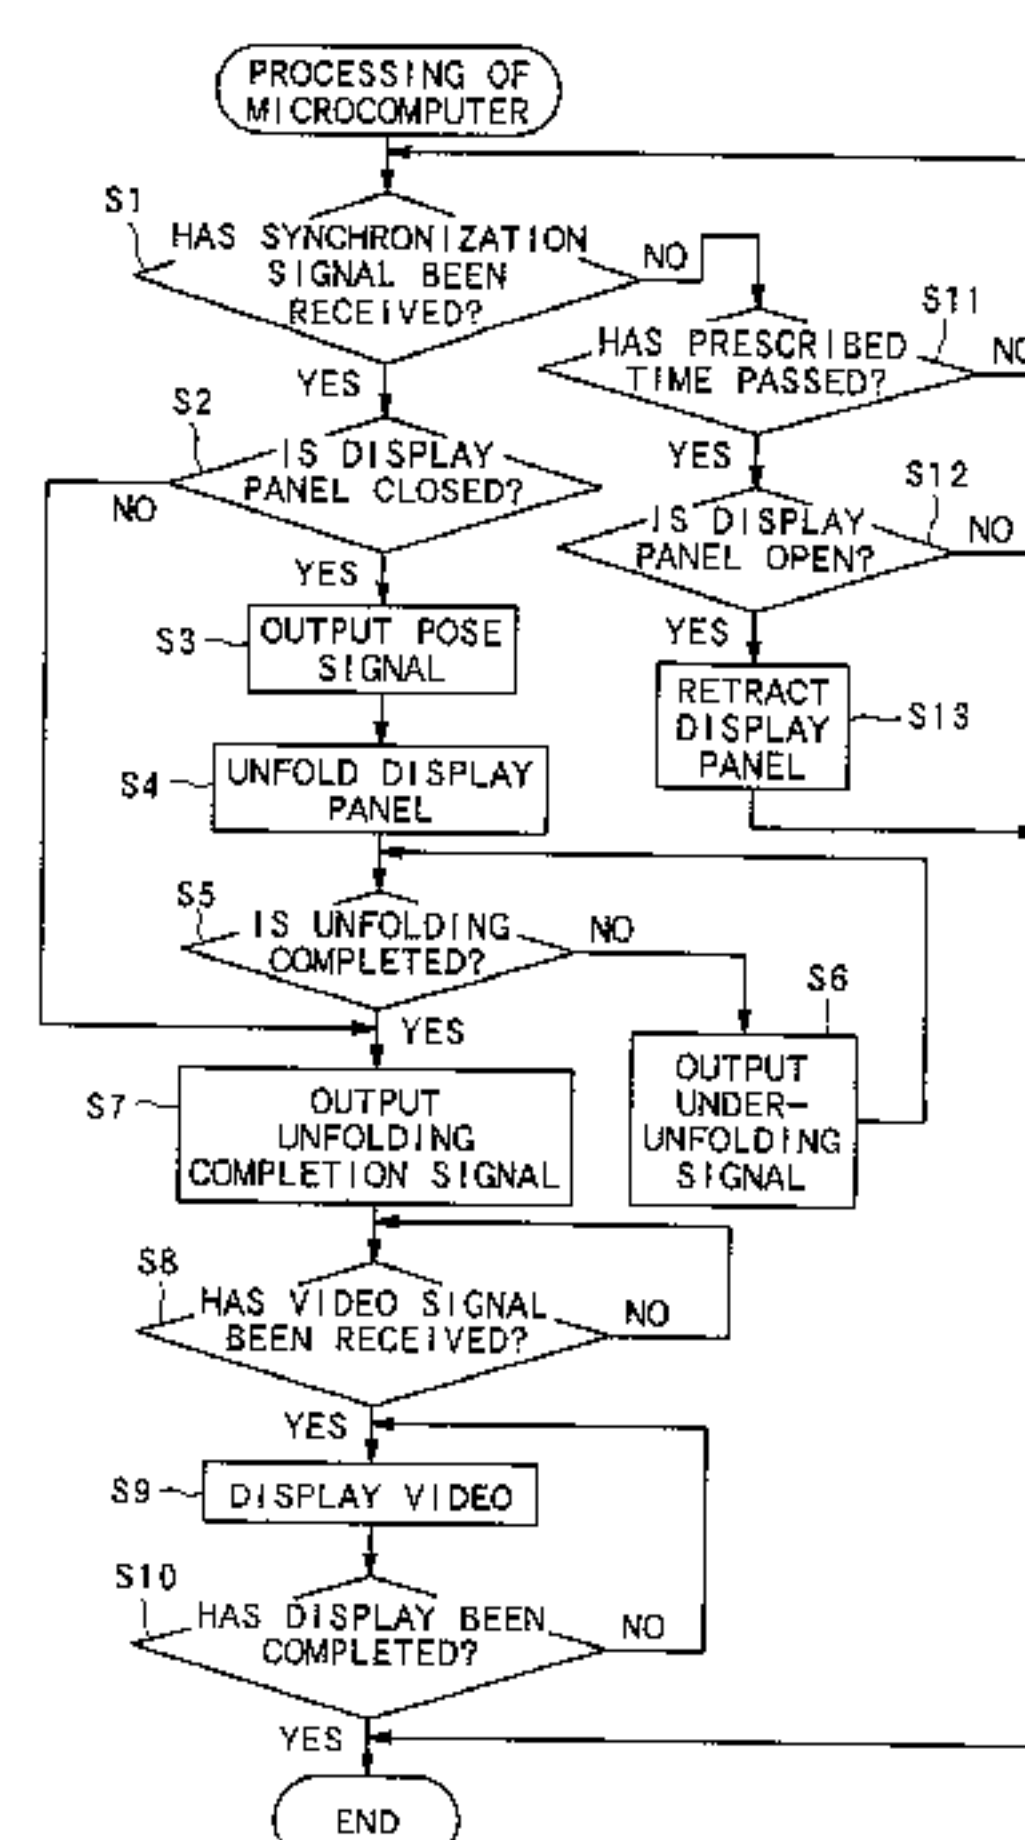 PROCESSING OF
MICROCOMPUTER
S1
HAS SYNCHRONIZATION
SIGNAL BEEN
RECEIVED?
NO
YES
S11
HAS PRESCRIBED
TIME PASSED?
NO
YES
S2
IS DISPLAY
PANEL CLOSED?
NO
YES
S12
IS DISPLAY
PANEL OPEN?
NO
YES
S3
OUTPUT POSE
SIGNAL
RETRACT
DISPLAY
PANEL
S13
S4
UNFOLD DISPLAY
PANEL
S5
IS UNFOLDING
COMPLETED?
NO
YES
S6
OUTPUT
UNDER-
UNFOLDING
SIGNAL
S7
OUTPUT
UNFOLDING
COMPLETION SIGNAL
S8
HAS VIDEO SIGNAL
BEEN RECEIVED?
NO
YES
S9
DISPLAY VIDEO
S10
HAS DISPLAY BEEN
COMPLETED?
NO
YES
END